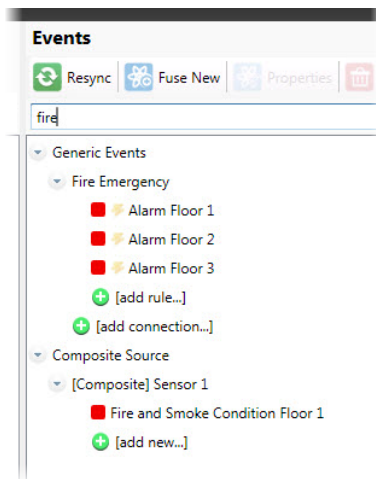 Events
Resync Fuse New Properties
fire
Generic Events
Fire Emergency
Alarm Floor 1
Alarm Floor 2
Alarm Floor 3
[add rule...]
[add connection...]
Composite Source
[Composite] Sensor 1
Fire and Smoke Condition Floor 1
[add new...]